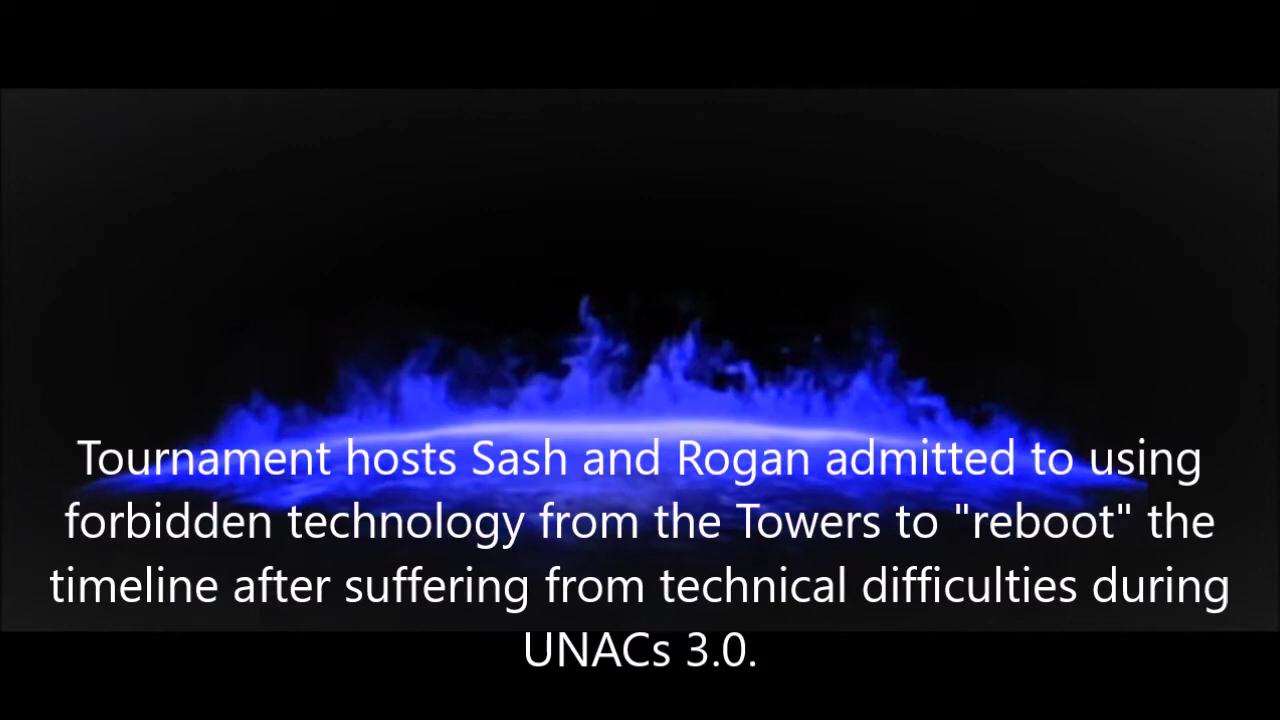 Tournament hosts Sash and Rogan admitted to using
forbidden technology from the Towers to "reboot" the
timeline after suffering from technical difficulties during
UNACs 3.0.